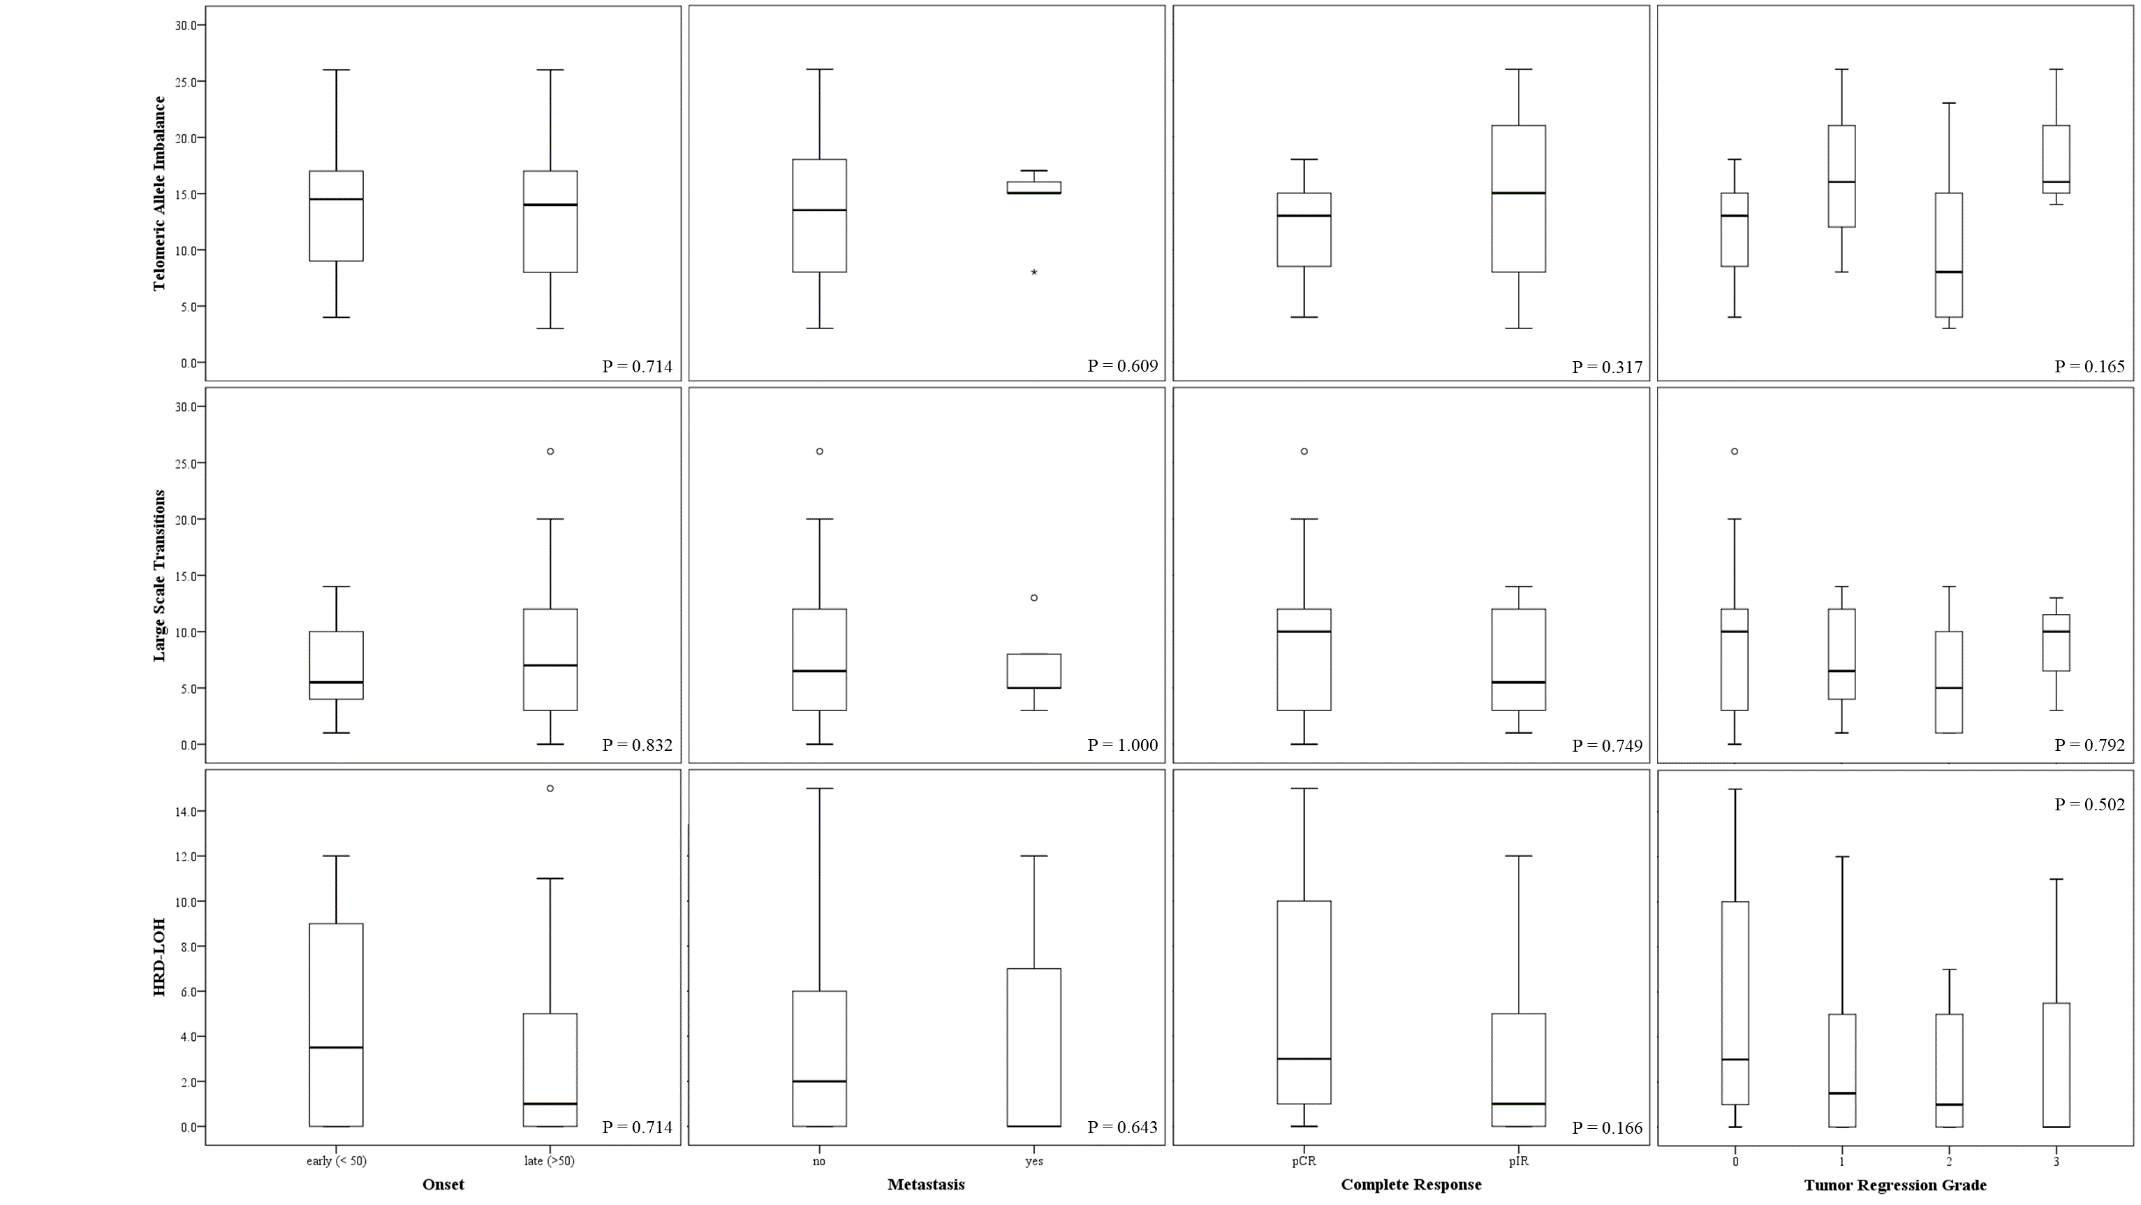 Telomeric Allele Imbalance
30.0
25.0
20.0
15.0
10.0
5.0
0.0
P = 0.714
P = 0.609
P = 0.317
P = 0.165
Large Scale Transitions
30.0
25.0
20.0
15.0
10.0
5.0
0.0
P = 0.832
P = 1.000
P = 0.749
P = 0.792
HRD-LOH
14.0
12.0
10.0
8.0
6.0
4.0
2.0
0.0
P = 0.714
P = 0.643
P = 0.166
P = 0.502
early (< 50) late (>50)
no yes
pCR pIR
0 1 2 3
Onset
Metastasis
Complete Response
Tumor Regression Grade